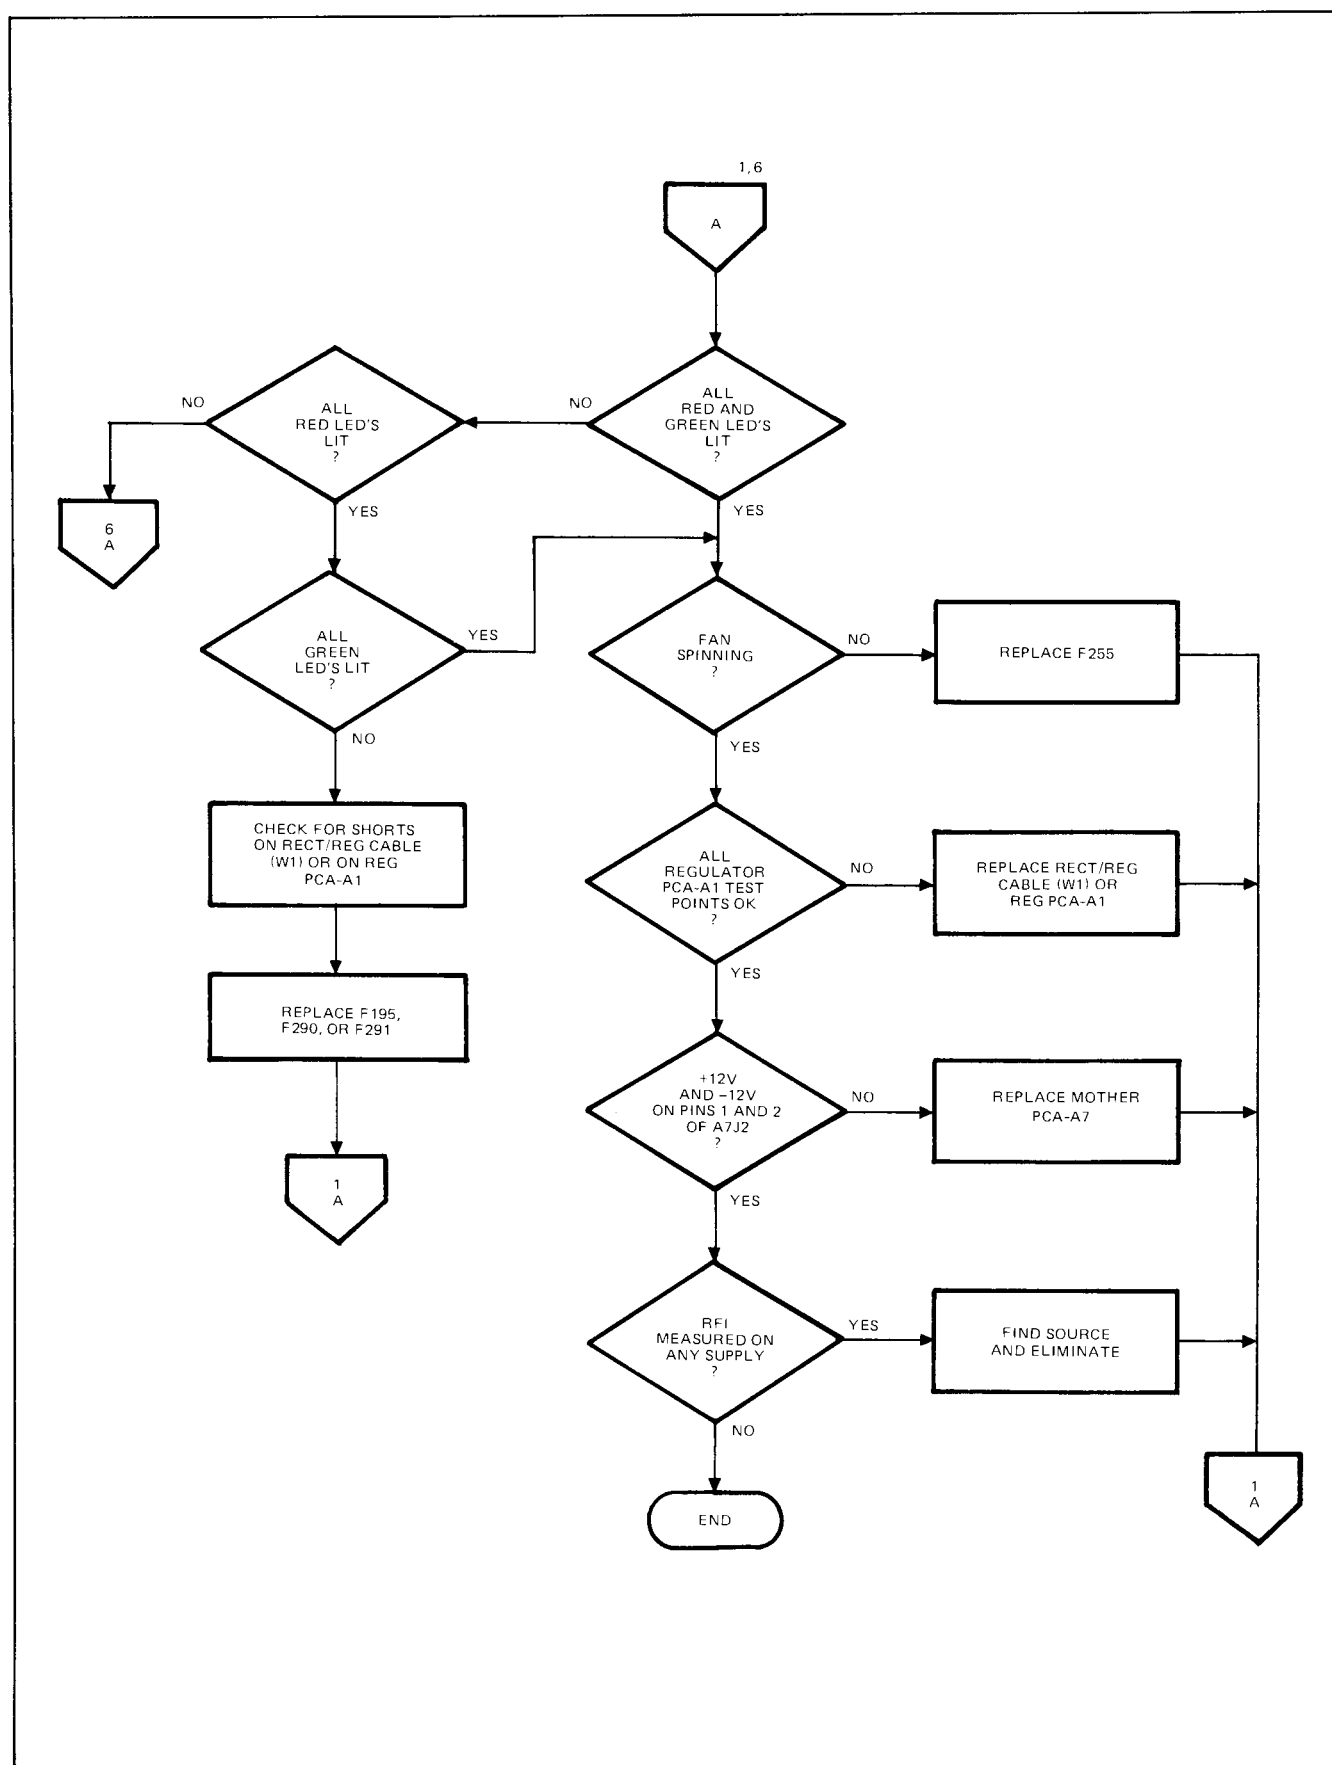 1,6
A
ALL
RED AND
GREEN LED'S
LIT
?
NO
YES
ALL
RED LED'S
LIT
?
NO
YES
6
A
ALL
GREEN
LED'S LIT
?
YES
NO
FAN
SPINNING
?
NO
YES
REPLACE F255
CHECK FOR SHORTS
ON RECT/REG CABLE
(W1) OR ON REG
PCA-A1
ALL
REGULATOR
PCA-A1 TEST
POINTS OK
?
NO
YES
REPLACE RECT/REG
CABLE (W1) OR
REG PCA-A1
REPLACE F195,
F290, OR F291
+12V
AND –12V
ON PINS 1 AND 2
OF A7J2
?
NO
YES
REPLACE MOTHER
PCA-A7
1
A
RFI
MEASURED ON
ANY SUPPLY
?
YES
NO
FIND SOURCE
AND ELIMINATE
END
1
A